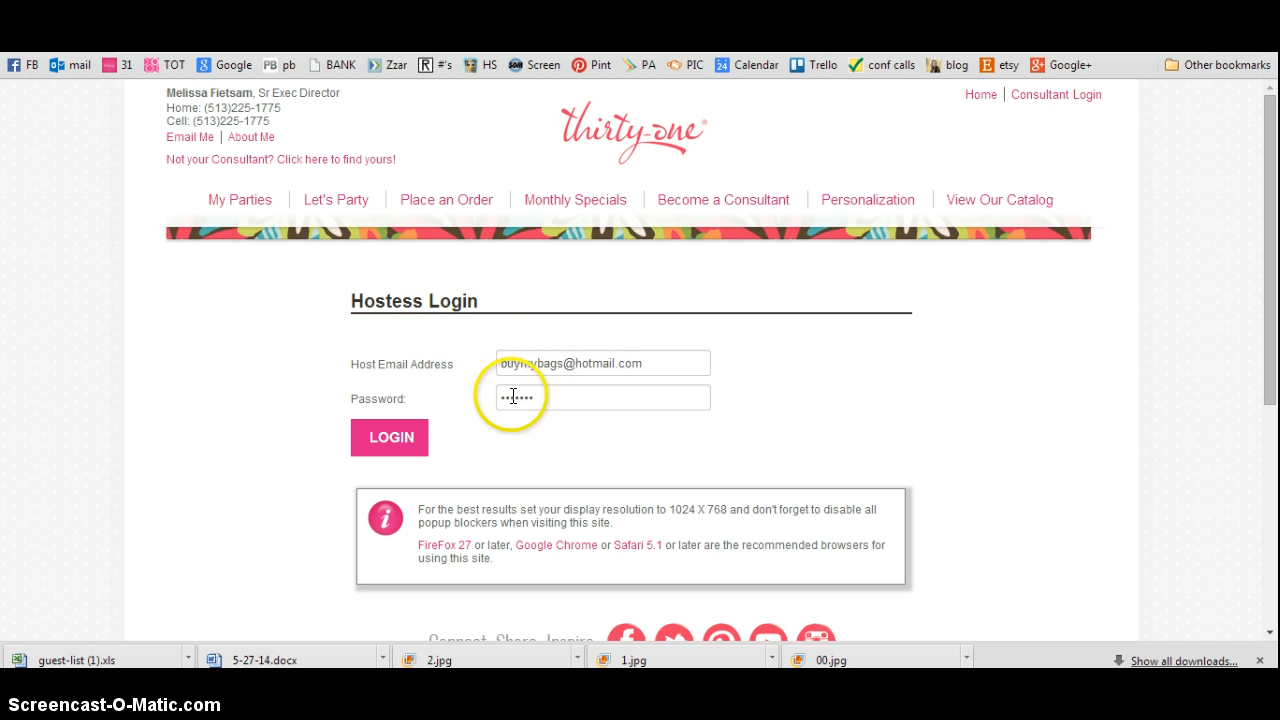 FB mail 31 TOT Google PB pb BANK Zzar R #'s HS SOM Screen Pint PA PIC 24 Calendar Trello conf calls blog E etsy Google+ Other bookmarks
Melissa Fietsam, Sr Exec Director
Home: (513)225-1775
Cell: (513)225-1775
Email Me | About Me
Not your Consultant? Click here to find yours!
thirty-one®
Home | Consultant Login
My Parties Let's Party Place an Order Monthly Specials Become a Consultant Personalization View Our Catalog
Hostess Login
Host Email Address buymybags@hotmail.com
Password: •••••••
LOGIN
For the best results set your display resolution to 1024 X 768 and don't forget to disable all
popup blockers when visiting this site.
FireFox 27 or later, Google Chrome or Safari 5.1 or later are the recommended browsers for
using this site.
Connect. Share. Inspire.
guest-list (1).xls 5-27-14.docx 2.jpg 1.jpg 00.jpg Show all downloads...
Screencast-O-Matic.com